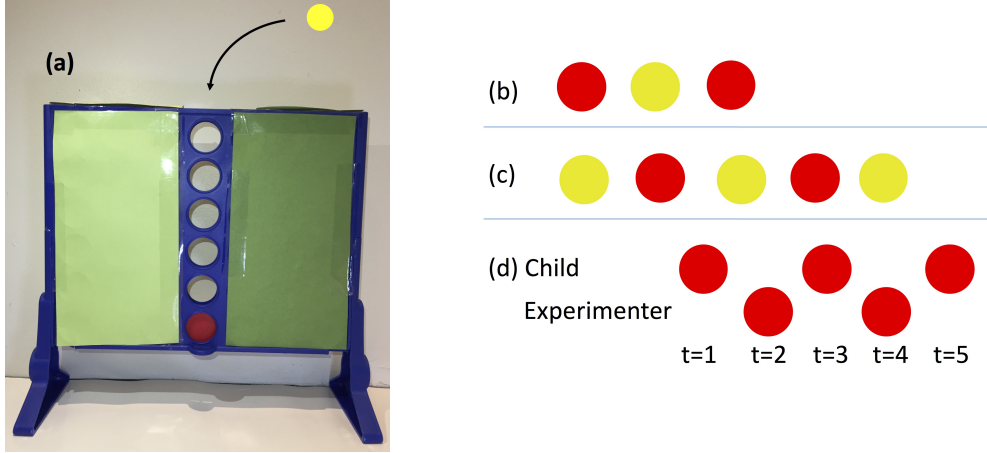 (a)
(b)
(c)
(d) Child
Experimenter
t=1 t=2 t=3 t=4 t=5